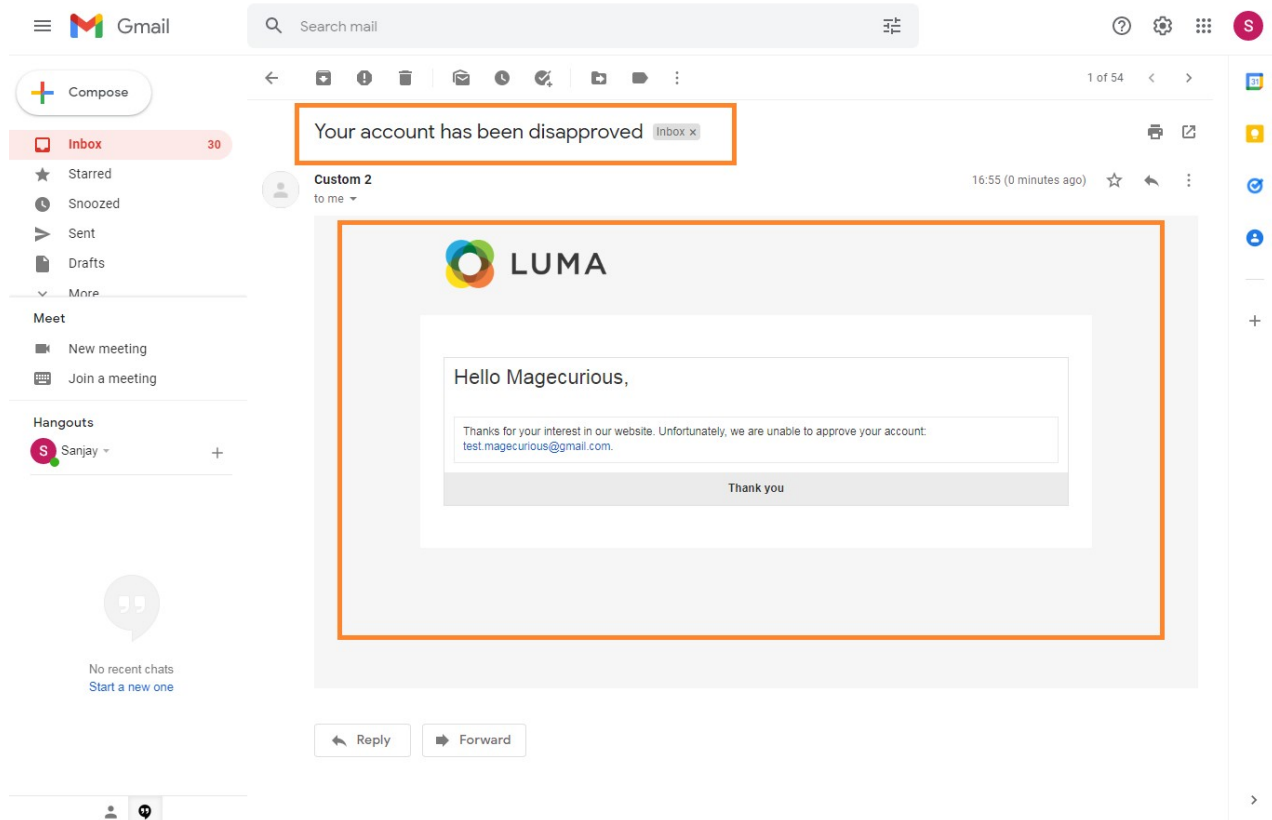 Gmail
Search mail
S
Compose
1 of 54
31
Your account has been disapproved Inbox x
Inbox 30
Starred
Snoozed
Sent
Drafts
More
Custom 2
to me
16:55 (0 minutes ago)
LUMA
Meet
New meeting
Join a meeting
Hello Magecurious,
Hangouts
S Sanjay
Thanks for your interest in our website. Unfortunately, we are unable to approve your account:
test.magecurious@gmail.com.
Thank you
No recent chats
Start a new one
Reply
Forward